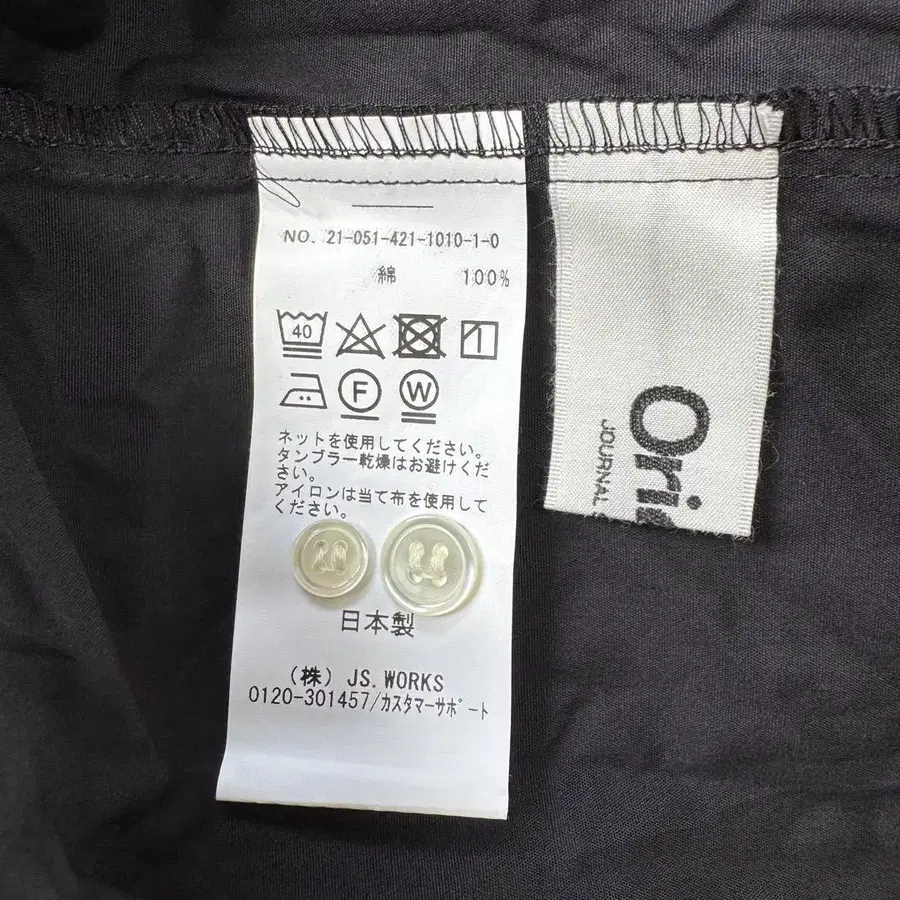 NO. 21-051-421-1010-1-0
綿 100%
40
F W
ネットを使用してください。
タンブラー乾燥はお避けくだ
さい。
アイロンは当て布を使用して
ください。
日本製
(株) JS.WORKS
0120-301457/カスタマーサポート
JOURNAL